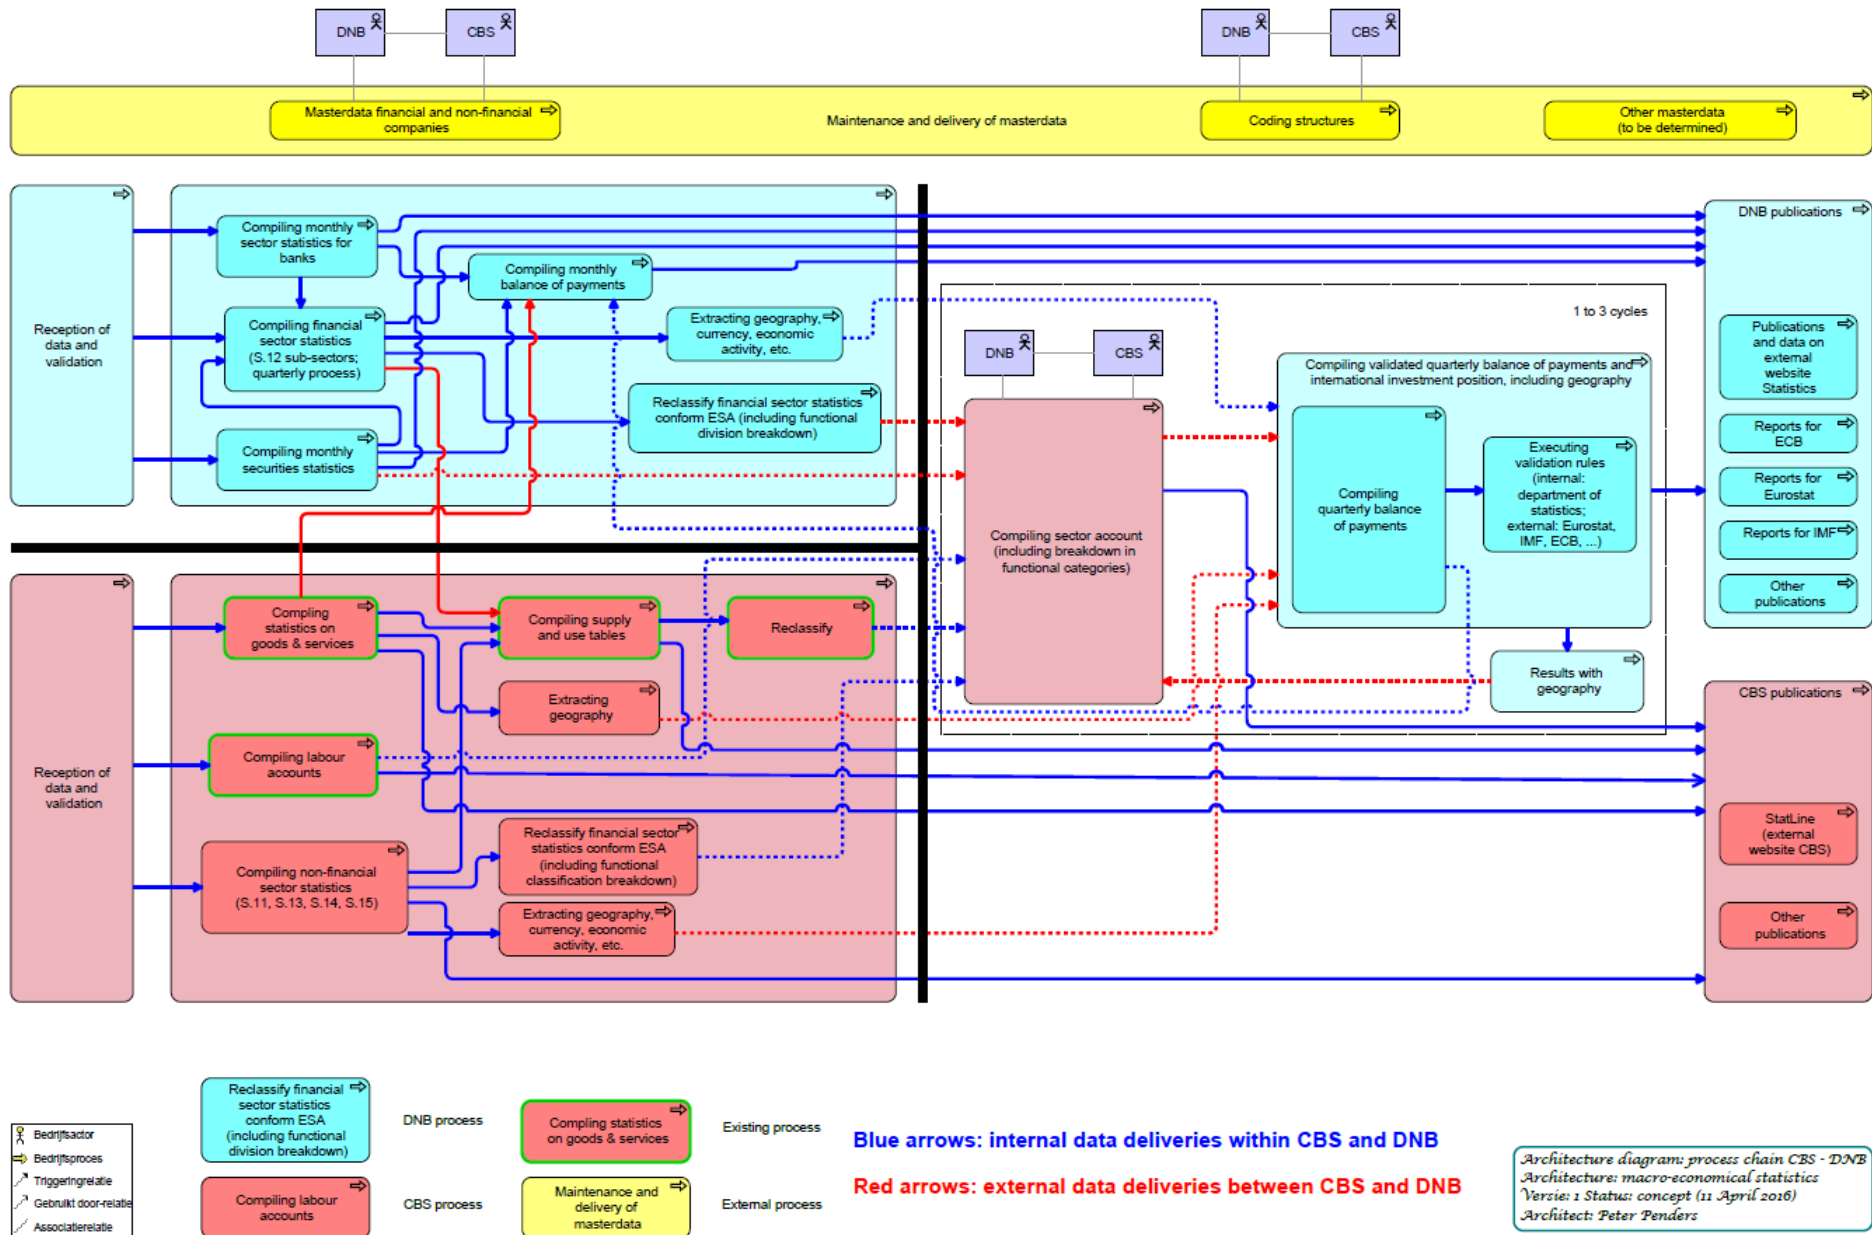 DNB
CBS
DNB
CBS
Masterdata financial and non-financial
companies
Maintenance and delivery of masterdata
Coding structures
Other masterdata
(to be determined)
Reception of
data and
validation
Compiling monthly
sector statistics for
banks
Compiling monthly
balance of payments
Compiling financial
sector statistics
(S.12 sub-sectors;
quarterly process)
Extracting geography,
currency, economic
activity, etc.
Reclassify financial sector statistics
conform ESA (including functional
division breakdown)
Compiling monthly
securities statistics
1 to 3 cycles
DNB
CBS
Compiling sector account
(including breakdown in
functional categories)
Compiling validated quarterly balance of payments and
international investment position, including geography
Compiling
quarterly balance
of payments
Executing
validation rules
(internal:
department of
statistics;
external: Eurostat,
IMF, ECB, ...)
Results with
geography
DNB publications
Publications
and data on
external
website
Statistics
Reports for
ECB
Reports for
Eurostat
Reports for IMF
Other
publications
Reception of
data and
validation
Compling
statistics on
goods & services
Compiling supply
and use tables
Reclassify
Extracting
geography
Compiling labour
accounts
Compiling non-financial
sector statistics
(S.11, S.13, S.14, S.15)
Reclassify financial sector
statistics conform ESA
(including functional
classification breakdown)
Extracting geography,
currency, economic
activity, etc.
CBS publications
StatLine
(external
website CBS)
Other
publications
Bedrijfsactor
Bedrijfsproces
Triggeringrelatie
Gebruikt door-relatie
Associatierelatie
Reclassify financial
sector statistics
conform ESA
(including functional
division breakdown)
DNB process
Compiling labour
accounts
CBS process
Compling statistics
on goods & services
Existing process
Maintenance and
delivery of
masterdata
External process
Blue arrows: internal data deliveries within CBS and DNB
Red arrows: external data deliveries between CBS and DNB
Architecture diagram: process chain CBS - DNB
Architecture: macro-economical statistics
Versie: 1 Status: concept (11 April 2016)
Architect: Peter Penders